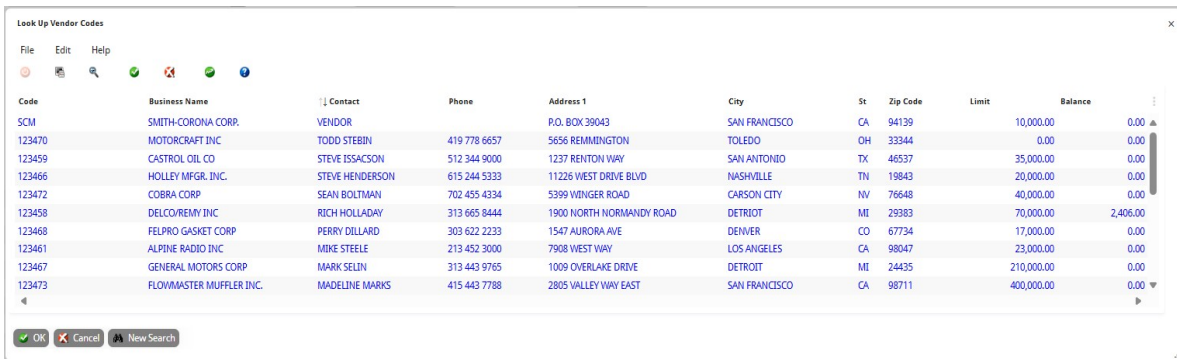 Look Up Vendor Codes
File Edit Help
Code Business Name Contact Phone Address 1 City St Zip Code Limit Balance
SCM SMITH-CORONA CORP. VENDOR P.O. BOX 39043 SAN FRANCISCO CA 94139 10,000.00 0.00
123470 MOTORCRAFT INC TODD STEBIN 419 778 6657 5656 REMMINGTON TOLEDO OH 33344 0.00 0.00
123459 CASTROL OIL CO STEVE ISSACSON 512 344 9000 1237 RENTON WAY SAN ANTONIO TX 46537 35,000.00 0.00
123466 HOLLEY MFGR. INC. STEVE HENDERSON 615 244 5333 11226 WEST DRIVE BLVD NASHVILLE TN 19843 20,000.00 0.00
123472 COBRA CORP SEAN BOLTMAN 702 455 4334 5399 WINGER ROAD CARSON CITY NV 76648 40,000.00 0.00
123458 DELCO/REMY INC RICH HOLLADAY 313 665 8444 1900 NORTH NORMANDY ROAD DETRIOT MI 29383 70,000.00 2,406.00
123468 FELPRO GASKET CORP PERRY DILLARD 303 622 2233 1547 AURORA AVE DENVER CO 67734 17,000.00 0.00
123461 ALPINE RADIO INC MIKE STEELE 213 452 3000 7908 WEST WAY LOS ANGELES CA 98047 23,000.00 0.00
123467 GENERAL MOTORS CORP MARK SELIN 313 443 9765 1009 OVERLAKE DRIVE DETROIT MI 24435 210,000.00 0.00
123473 FLOWMASTER MUFFLER INC. MADELINE MARKS 415 443 7788 2805 VALLEY WAY EAST SAN FRANCISCO CA 98711 400,000.00 0.00
OK Cancel New Search